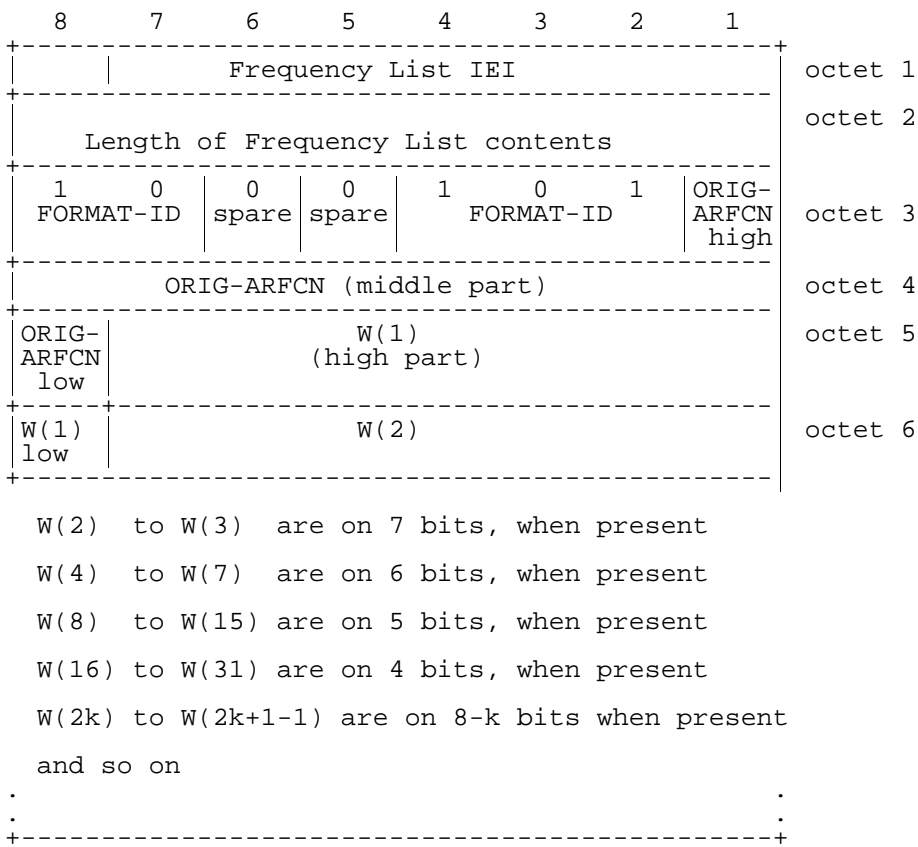 8 7 6 5 4 3 2 1
Frequency List IEI octet 1
octet 2
Length of Frequency List contents
1 0 0 0 1 0 1 ORIG-
FORMAT-ID spare spare FORMAT-ID ARFCN octet 3
high
ORIG-ARFCN (middle part) octet 4
ORIG- W(1) octet 5
ARFCN (high part)
low
W(1) W(2) octet 6
low
W(2) to W(3) are on 7 bits, when present
W(4) to W(7) are on 6 bits, when present
W(8) to W(15) are on 5 bits, when present
W(16) to W(31) are on 4 bits, when present
W(2k) to W(2k+1-1) are on 8-k bits when present
and so on